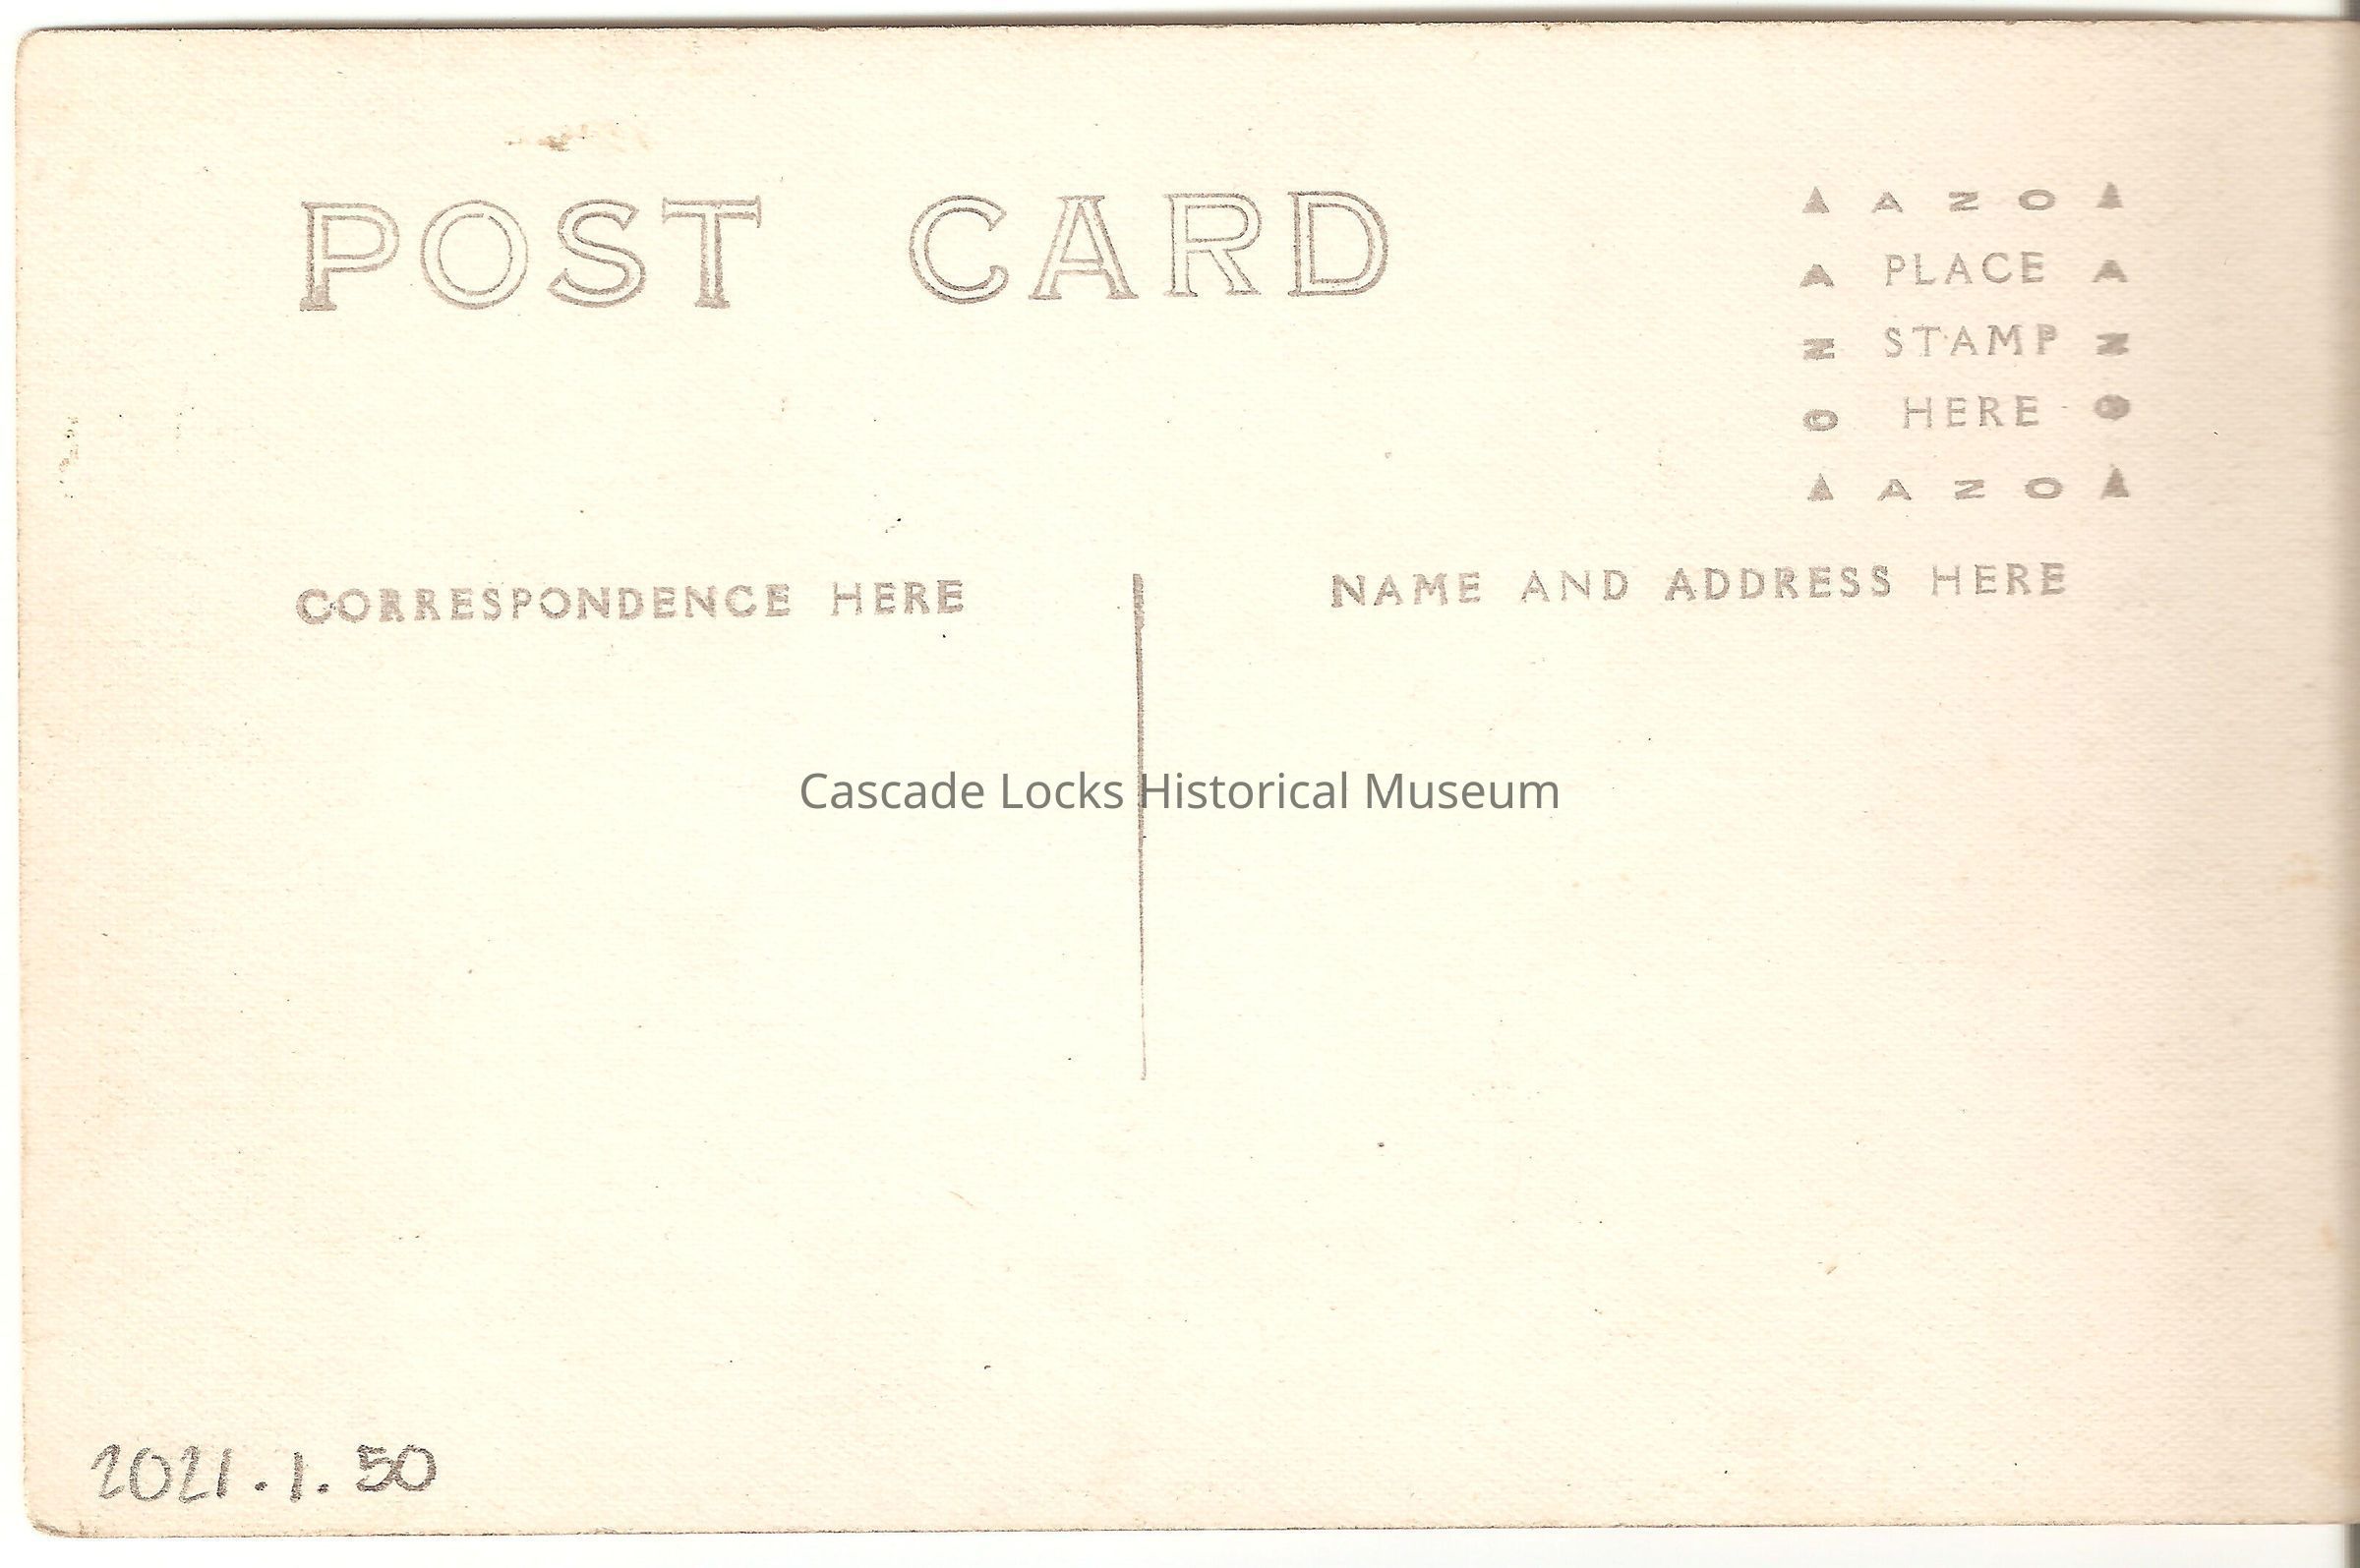 POST CARD
▲ A Z O ▲
A PLACE A
Z STAMP Z
O HERE O
▲ A Z O ▲
CORRESPONDENCE HERE
NAME AND ADDRESS HERE
Cascade Locks Historical Museum
2021.1.50